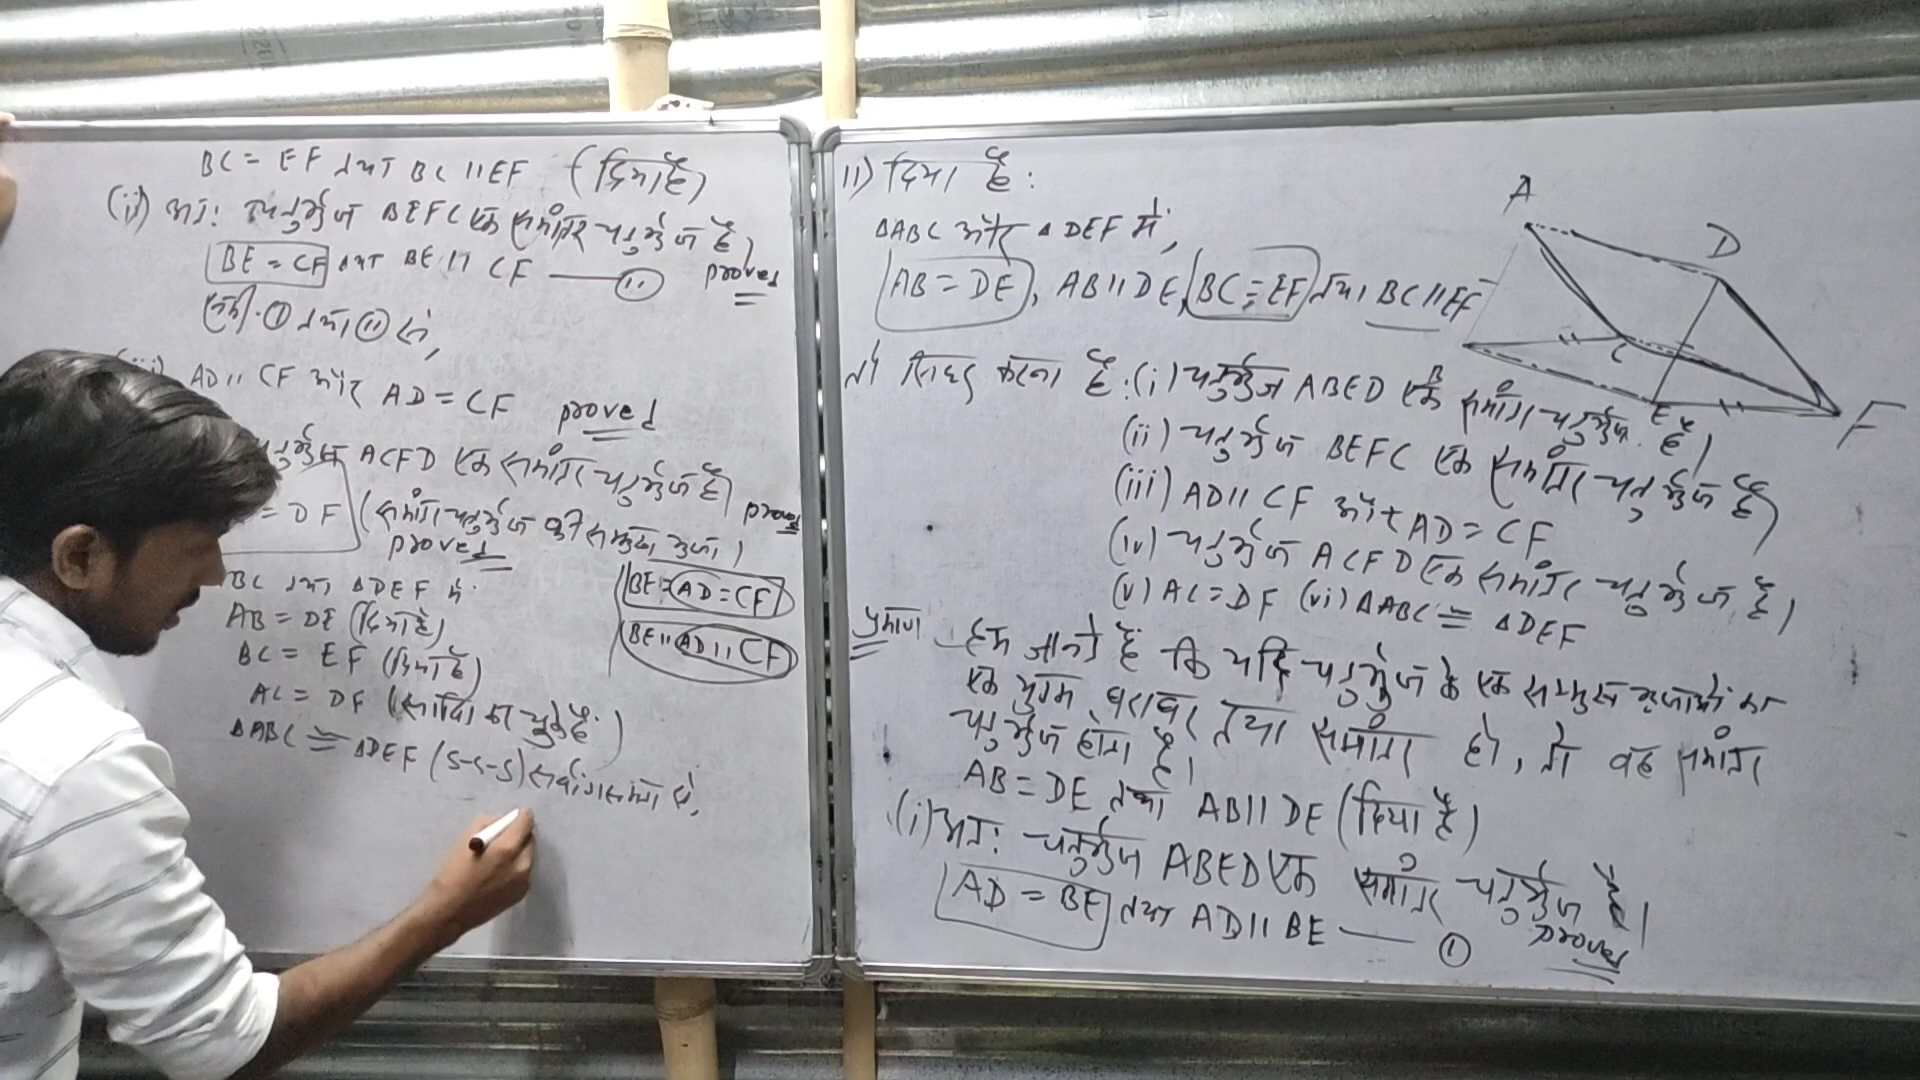 11) दिया है:
ΔABC और ΔDEF में,
AB = DE, AB || DE, BC = EF तथा BC || EF
तो सिद्ध करना है: (i) चतुर्भुज ABED एक समांतर चतुर्भुज है।
(ii) चतुर्भुज BEFC एक समांतर चतुर्भुज है
(iii) AD || CF और AD = CF
(iv) चतुर्भुज ACFD एक समांतर चतुर्भुज है।
(v) AC = DF (vi) ΔABC ≅ ΔDEF
प्रमाण - हम जानते हैं कि यदि चतुर्भुज के एक सम्मुख भुजाओं का
एक युग्म बराबर तथा समांतर हो, तो वह समांतर
चतुर्भुज होता है।
AB = DE तथा AB || DE (दिया है)
(i) अत: चतुर्भुज ABED एक समांतर चतुर्भुज है।
proved
AD = BE तथा AD || BE — (i)
A
D
B
C
E
F
BC = EF तथा BC || EF (दिया है)
(ii) अत: चतुर्भुज BEFC एक समांतर चतुर्भुज है,
BE = CF तथा BE || CF — (ii) proved
समी. (i) तथा (ii) से,
AD || CF और AD = CF proved
ACFD एक समांतर चतुर्भुज है। proved
= DF (समांतर चतुर्भुज की सम्मुख भुजा)
proved
BC तथा ΔDEF में
AB = DE (दिया है)
BC = EF (दिया है)
AC = DF (साबित कर चुके हैं)
ΔABC ≅ ΔDEF (S-S-S) सर्वांगसमता से,
BE = AD = CF
BE || AD || CF